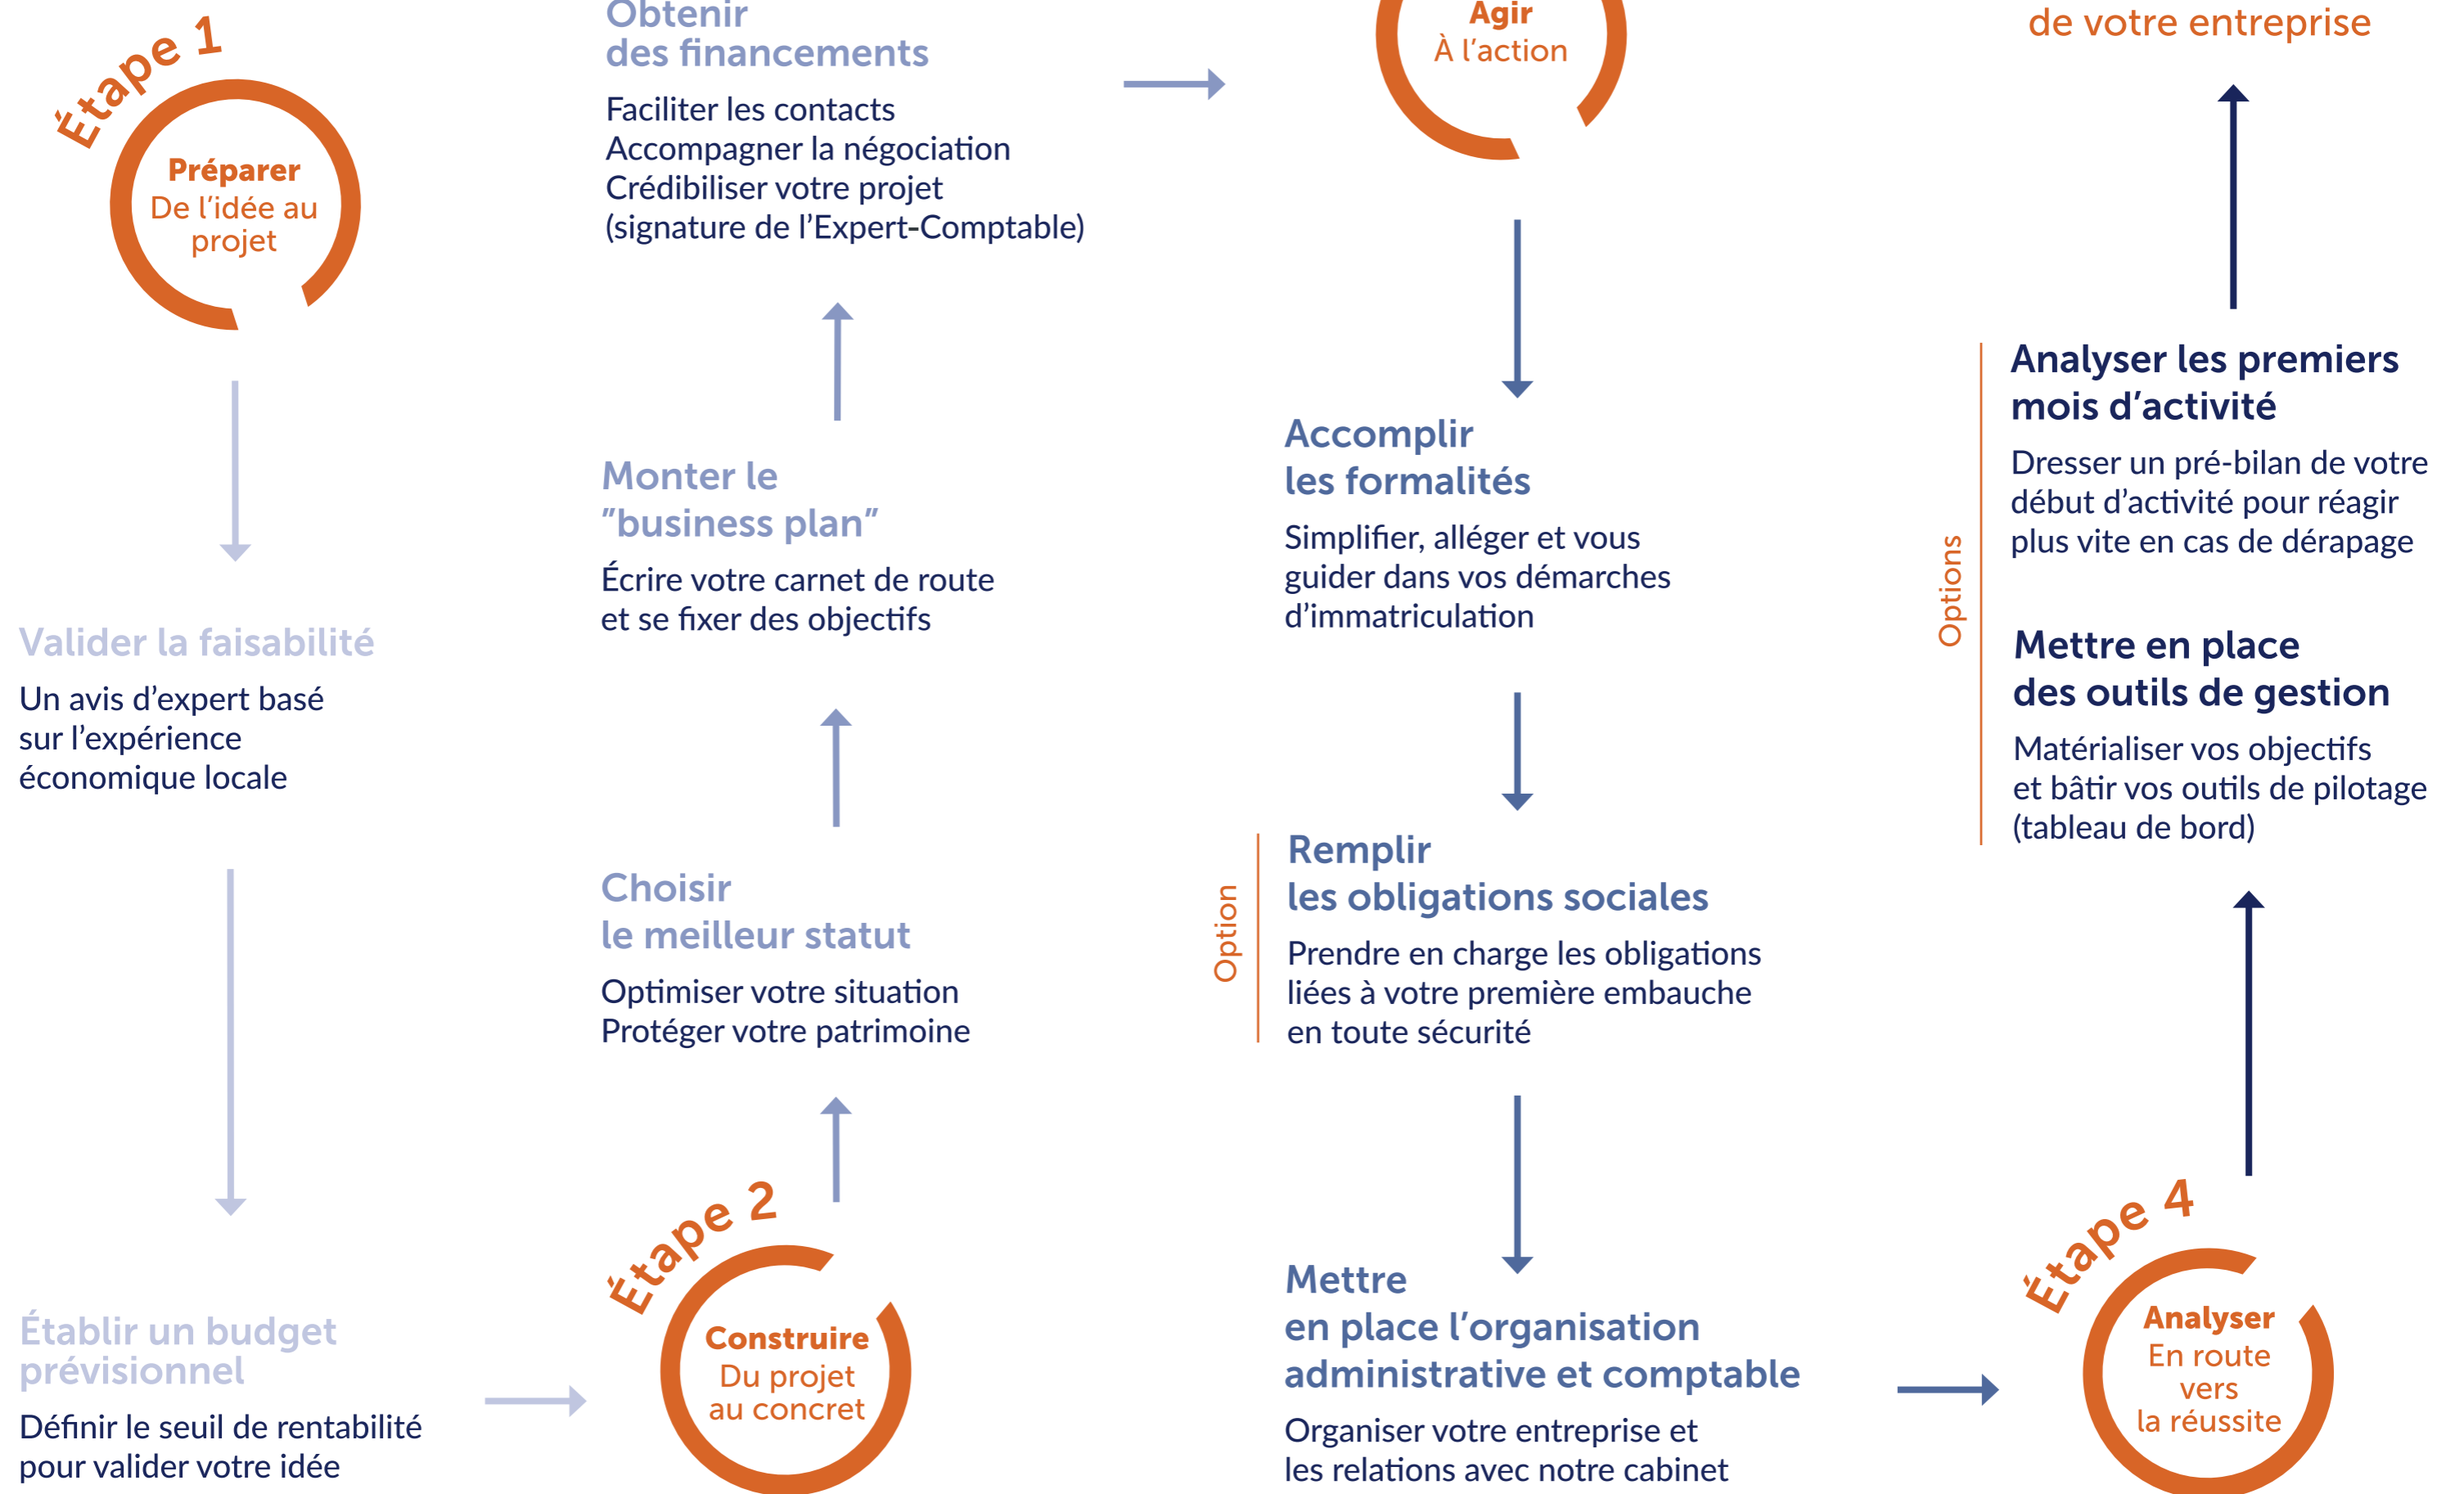 Étape 1
Préparer
De l’idée au
projet
Valider la faisabilité
Un avis d’expert basé
sur l’expérience
économique locale
Établir un budget
prévisionnel
Définir le seuil de rentabilité
pour valider votre idée
Étape 2
Construire
Du projet
au concret
Choisir
le meilleur statut
Optimiser votre situation
Protéger votre patrimoine
Monter le
”business plan”
Écrire votre carnet de route
et se fixer des objectifs
Obtenir
des financements
Faciliter les contacts
Accompagner la négociation
Crédibiliser votre projet
(signature de l’Expert-Comptable)
Agir
À l’action
Accomplir
les formalités
Simplifier, alléger et vous
guider dans vos démarches
d’immatriculation
Option
Remplir
les obligations sociales
Prendre en charge les obligations
liées à votre première embauche
en toute sécurité
Mettre
en place l’organisation
administrative et comptable
Organiser votre entreprise et
les relations avec notre cabinet
Étape 4
Analyser
En route
vers
la réussite
Options
Mettre en place
des outils de gestion
Matérialiser vos objectifs
et bâtir vos outils de pilotage
(tableau de bord)
Analyser les premiers
mois d’activité
Dresser un pré-bilan de votre
début d’activité pour réagir
plus vite en cas de dérapage
de votre entreprise